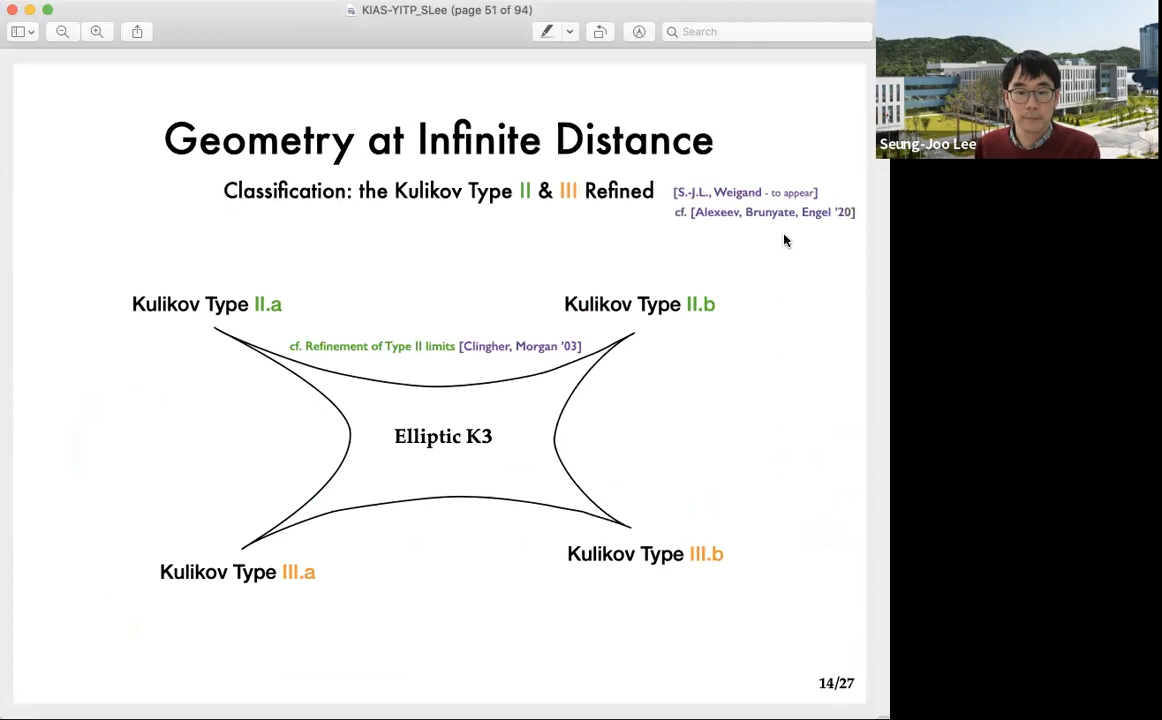 KIAS-YITP_SLee (page 51 of 94)
Search
Seung-Joo Lee
Geometry at Infinite Distance
Classification: the Kulikov Type II & III Refined
[S.-J.L., Weigand - to appear]
cf. [Alexeev, Brunyate, Engel '20]
Kulikov Type II.a
Kulikov Type II.b
cf. Refinement of Type II limits [Clingher, Morgan '03]
Elliptic K3
Kulikov Type III.b
Kulikov Type III.a
14/27